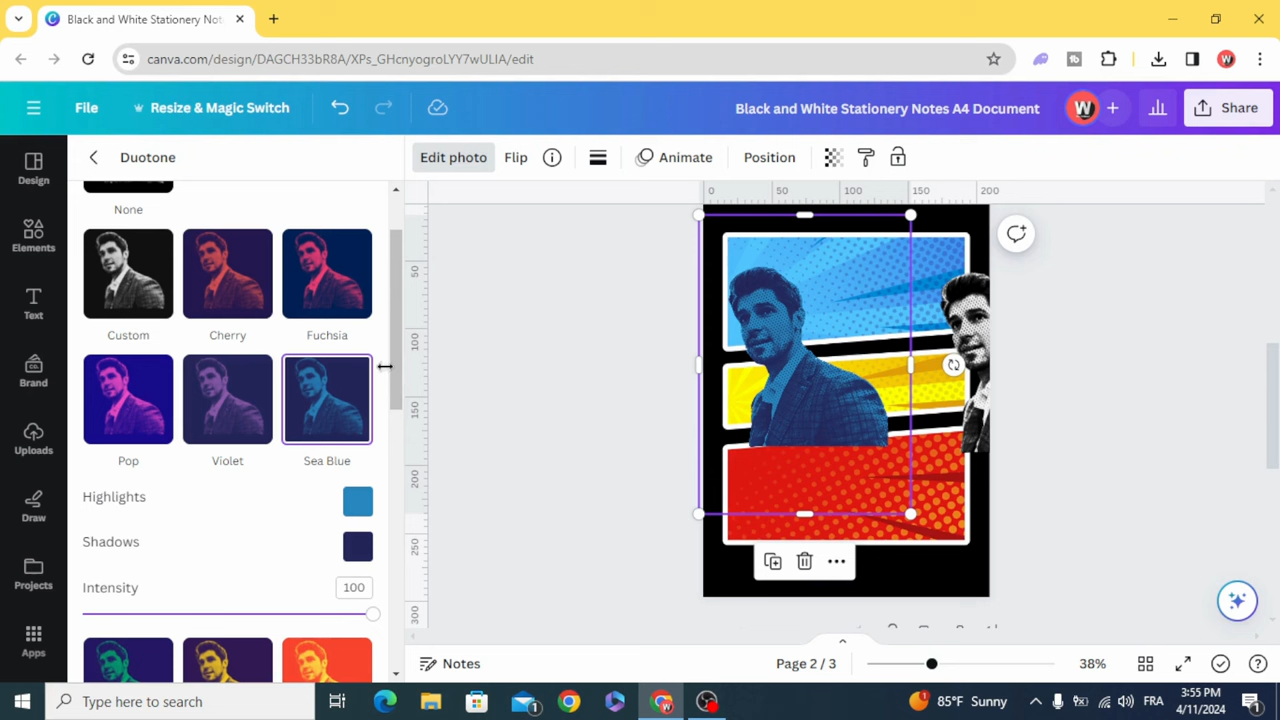 Black and White Stationery Not
canva.com/design/DAGCH33bR8A/XPs_GHcnyogroLYY7wULIA/edit
W
File
Resize & Magic Switch
Black and White Stationery Notes A4 Document
W
Share
Design
Elements
Text
Brand
Uploads
Draw
Projects
Apps
Duotone
None
Custom
Cherry
Fuchsia
Pop
Violet
Sea Blue
Highlights
Shadows
Intensity
100
Edit photo
Flip
Animate
Position
0
50
100
150
200
50
100
150
200
250
300
Notes
Page 2 / 3
38%
Type here to search
1
W
85°F Sunny
FRA
3:55 PM
4/11/2024
1